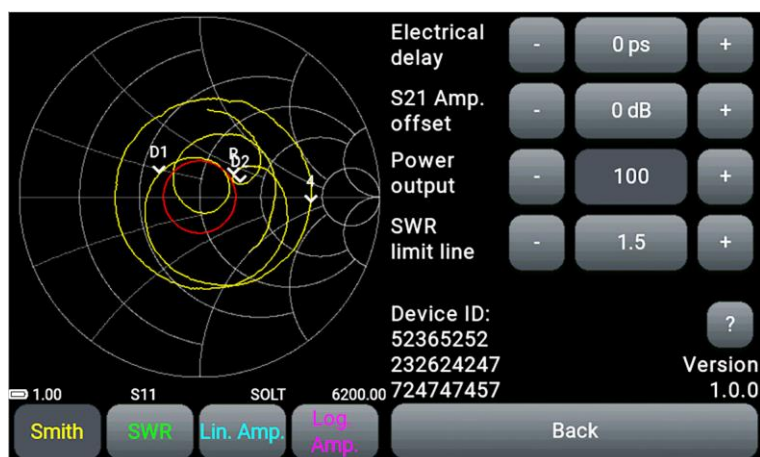 Electrical
delay
-
0 ps
+
S21 Amp.
offset
-
0 dB
+
Power
output
-
100
+
SWR
limit line
-
1.5
+
D1
R
D2
4
Device ID:
52365252
232624247
724747457
?
Version
1.0.0
1.00
S11
SOLT
6200.00
Smith
SWR
Lin. Amp.
Log.
Amp.
Back